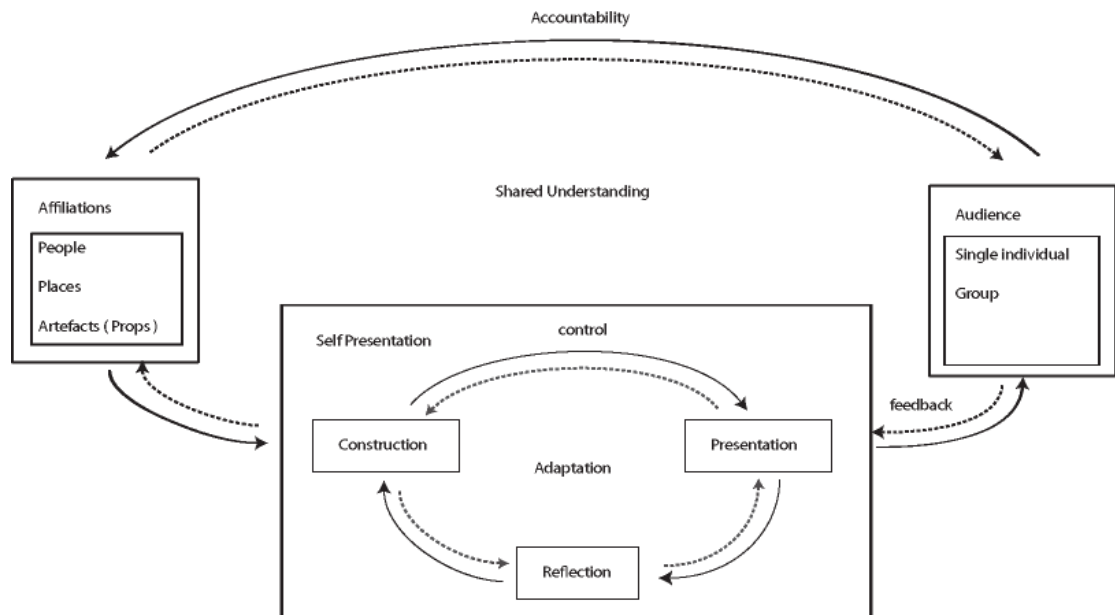 Accountability
Shared Understanding
Affiliations
People
Places
Artefacts ( Props )
Audience
Single individual
Group
Self Presentation
control
feedback
Construction
Presentation
Adaptation
Reflection